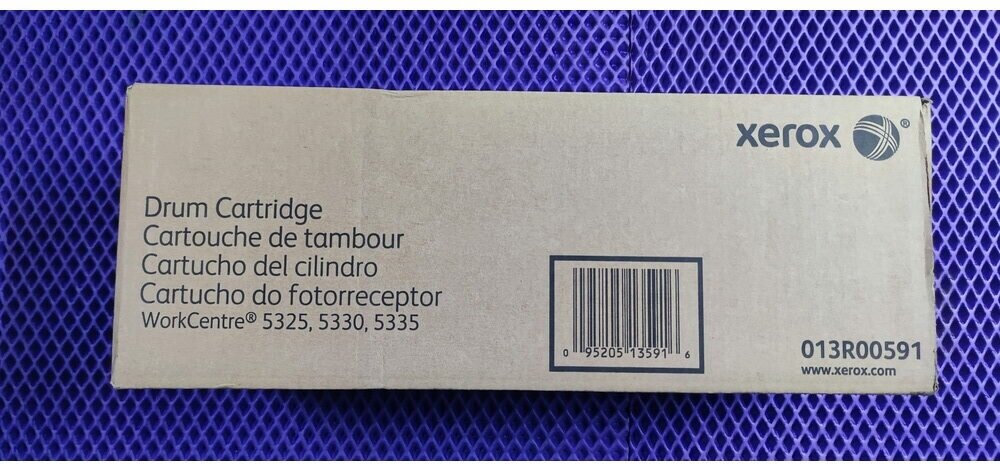 xerox ®
Drum Cartridge
Cartouche de tambour
Cartucho del cilindro
Cartucho do fotorreceptor
WorkCentre® 5325, 5330, 5335
0 95205 13591 6
013R00591
www.xerox.com